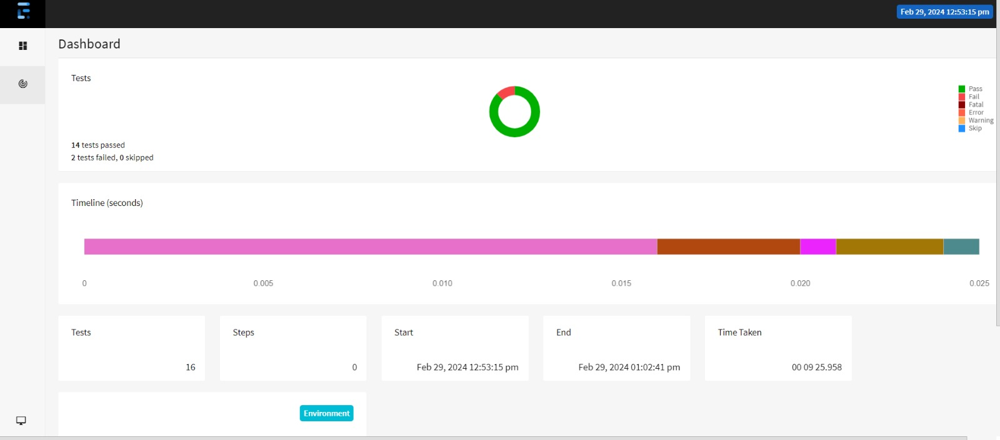 Feb 29, 2024 12:53:15 pm
Dashboard
Tests
Pass
Fail
Fatal
Error
Warning
Skip
14 tests passed
2 tests failed, 0 skipped
Timeline (seconds)
0 0.005 0.010 0.015 0.020 0.025
Tests
16
Steps
0
Start
Feb 29, 2024 12:53:15 pm
End
Feb 29, 2024 01:02:41 pm
Time Taken
00 09 25.958
Environment